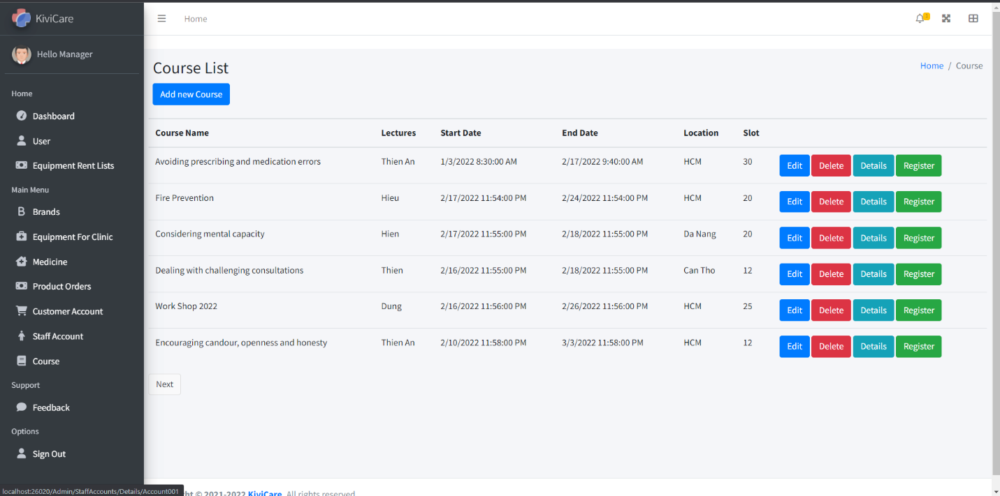 KiviCare
Home
1
Hello Manager
Course List
Home / Course
Add new Course
Home
Dashboard
User
Equipment Rent Lists
Main Menu
Brands
Equipment For Clinic
Medicine
Product Orders
Customer Account
Staff Account
Course
Support
Feedback
Options
Sign Out
Course Name Lectures Start Date End Date Location Slot
Avoiding prescribing and medication errors Thien An 1/3/2022 8:30:00 AM 2/17/2022 9:40:00 AM HCM 30 Edit Delete Details Register
Fire Prevention Hieu 2/17/2022 11:54:00 PM 2/24/2022 11:54:00 PM HCM 20 Edit Delete Details Register
Considering mental capacity Hien 2/17/2022 11:55:00 PM 2/18/2022 11:55:00 PM Da Nang 20 Edit Delete Details Register
Dealing with challenging consultations Thien 2/16/2022 11:55:00 PM 2/18/2022 11:55:00 PM Can Tho 12 Edit Delete Details Register
Work Shop 2022 Dung 2/16/2022 11:56:00 PM 2/26/2022 11:56:00 PM HCM 25 Edit Delete Details Register
Encouraging candour, openness and honesty Thien An 2/10/2022 11:58:00 PM 3/3/2022 11:58:00 PM HCM 12 Edit Delete Details Register
Next
localhost:26020/Admin/StaffAccounts/Details/Account001
ht © 2021-2022 KiviCare. All rights reserved.